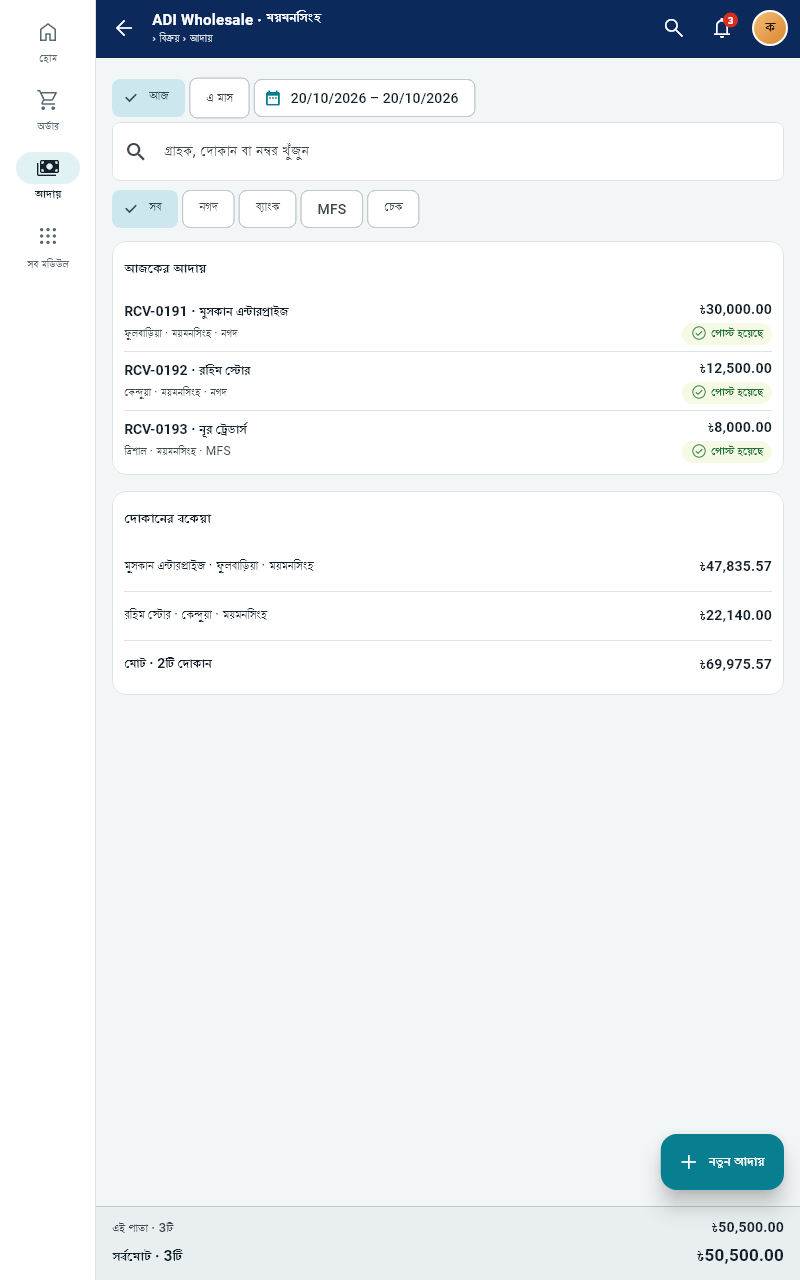 ADI Wholesale · ময়মনসিংহ
› বিক্রয় › আদায়
3
ক
হোম
অর্ডার
আদায়
সব মডিউল
আজ
এ মাস
20/10/2026 – 20/10/2026
গ্রাহক, দোকান বা নম্বর খুঁজুন
সব
নগদ
ব্যাংক
MFS
চেক
আজকের আদায়
RCV-0191 · মুসকান এন্টারপ্রাইজ ৳30,000.00
ফুলবাড়িয়া · ময়মনসিংহ · নগদ পোস্ট হয়েছে
RCV-0192 · রহিম স্টোর ৳12,500.00
কেন্দুয়া · ময়মনসিংহ · নগদ পোস্ট হয়েছে
RCV-0193 · নূর ট্রেডার্স ৳8,000.00
ত্রিশাল · ময়মনসিংহ · MFS পোস্ট হয়েছে
দোকানের বকেয়া
মুসকান এন্টারপ্রাইজ · ফুলবাড়িয়া · ময়মনসিংহ ৳47,835.57
রহিম স্টোর · কেন্দুয়া · ময়মনসিংহ ৳22,140.00
মোট · 2টি দোকান ৳69,975.57
নতুন আদায়
এই পাতা · 3টি ৳50,500.00
সর্বমোট · 3টি ৳50,500.00